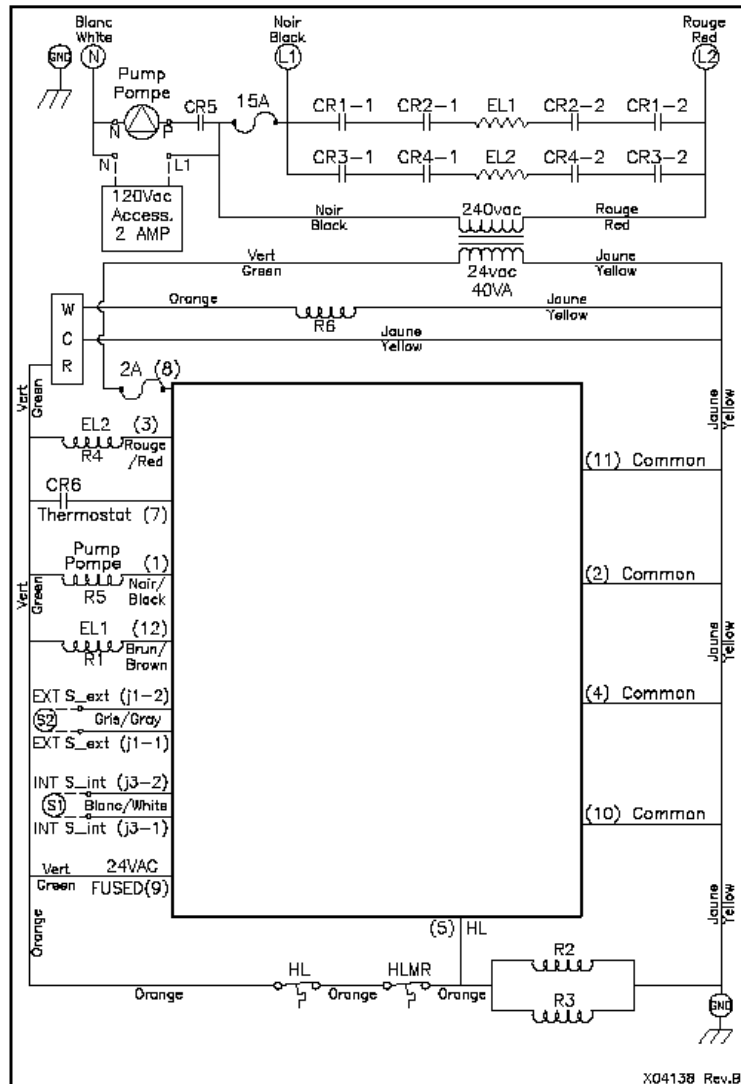 Blanc
White
Noir
Black
Rouge
Red
GND
N
L1
L2
Pump
Pompe
CR5
15A
CR1-1
CR2-1
EL1
CR2-2
CR1-2
N
P
CR3-1
CR4-1
EL2
CR4-2
CR3-2
N
L1
120Vac
Access.
2 AMP
Noir
Black
240vac
Rouge
Red
Vert
Green
24vac
40VA
Jaune
Yellow
W
C
R
Orange
R6
Jaune
Yellow
Jaune
Yellow
Vert
Green
2A
(8)
Jaune
Yellow
EL2
(3)
R4
Rouge
/Red
(11) Common
CR6
Thermostat (7)
Pump
Pompe
(1)
R5
Noir/
Black
(2) Common
Vert
Green
EL1
(12)
R1
Brun/
Brown
Jaune
Yellow
EXT S_ext (j1-2)
S2
Gris/Gray
EXT S_ext (j1-1)
(4) Common
INT S_int (j3-2)
S1
Blanc/White
INT S_int (j3-1)
(10) Common
Vert
Green
24VAC
FUSED(9)
Orange
Jaune
Yellow
(5)
HL
HL
HLMR
R2
R3
Orange
Orange
Orange
GND
X04138 Rev.B